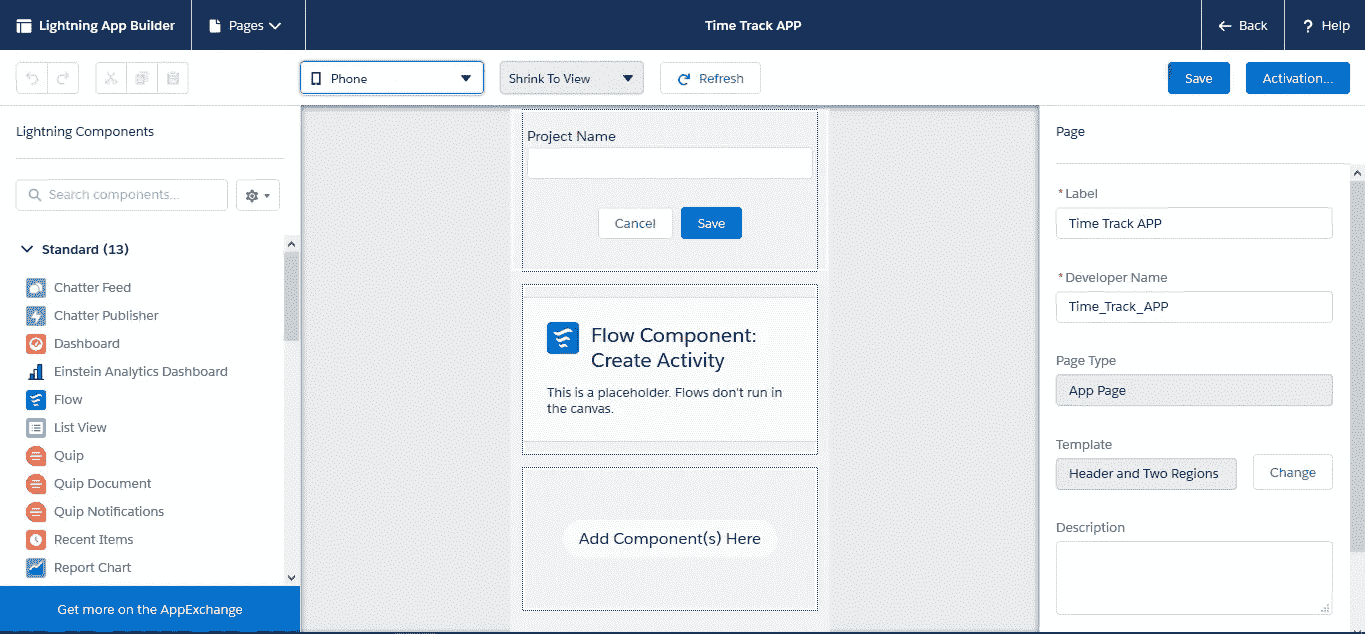 Lightning App Builder
Pages
Time Track APP
Back
? Help
Phone
Shrink To View
Refresh
Save
Activation...
Lightning Components
Search components...
Standard (13)
Chatter Feed
Chatter Publisher
Dashboard
Einstein Analytics Dashboard
Flow
List View
Quip
Quip Document
Quip Notifications
Recent Items
Report Chart
Get more on the AppExchange
Project Name
Cancel
Save
Flow Component:
Create Activity
This is a placeholder. Flows don't run in
the canvas.
Add Component(s) Here
Page
*Label
Time Track APP
*Developer Name
Time_Track_APP
Page Type
App Page
Template
Header and Two Regions
Change
Description